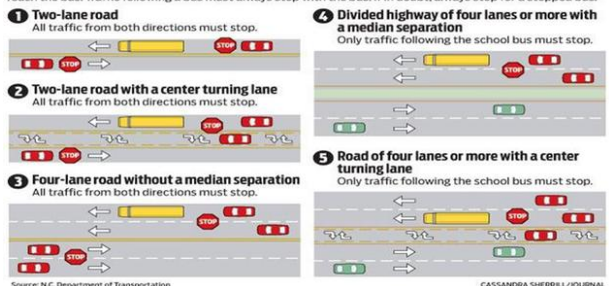 1 Two-lane road
All traffic from both directions must stop.
STOP
STOP
2 Two-lane road with a center turning lane
All traffic from both directions must stop.
STOP
STOP
3 Four-lane road without a median separation
All traffic from both directions must stop.
STOP
STOP
Source: N.C. Department of Transportation
4 Divided highway of four lanes or more with
a median separation
Only traffic following the school bus must stop.
STOP
5 Road of four lanes or more with a center
turning lane
Only traffic following the school bus must stop.
STOP
CASSANDRA SHERRILL/JOURNAL